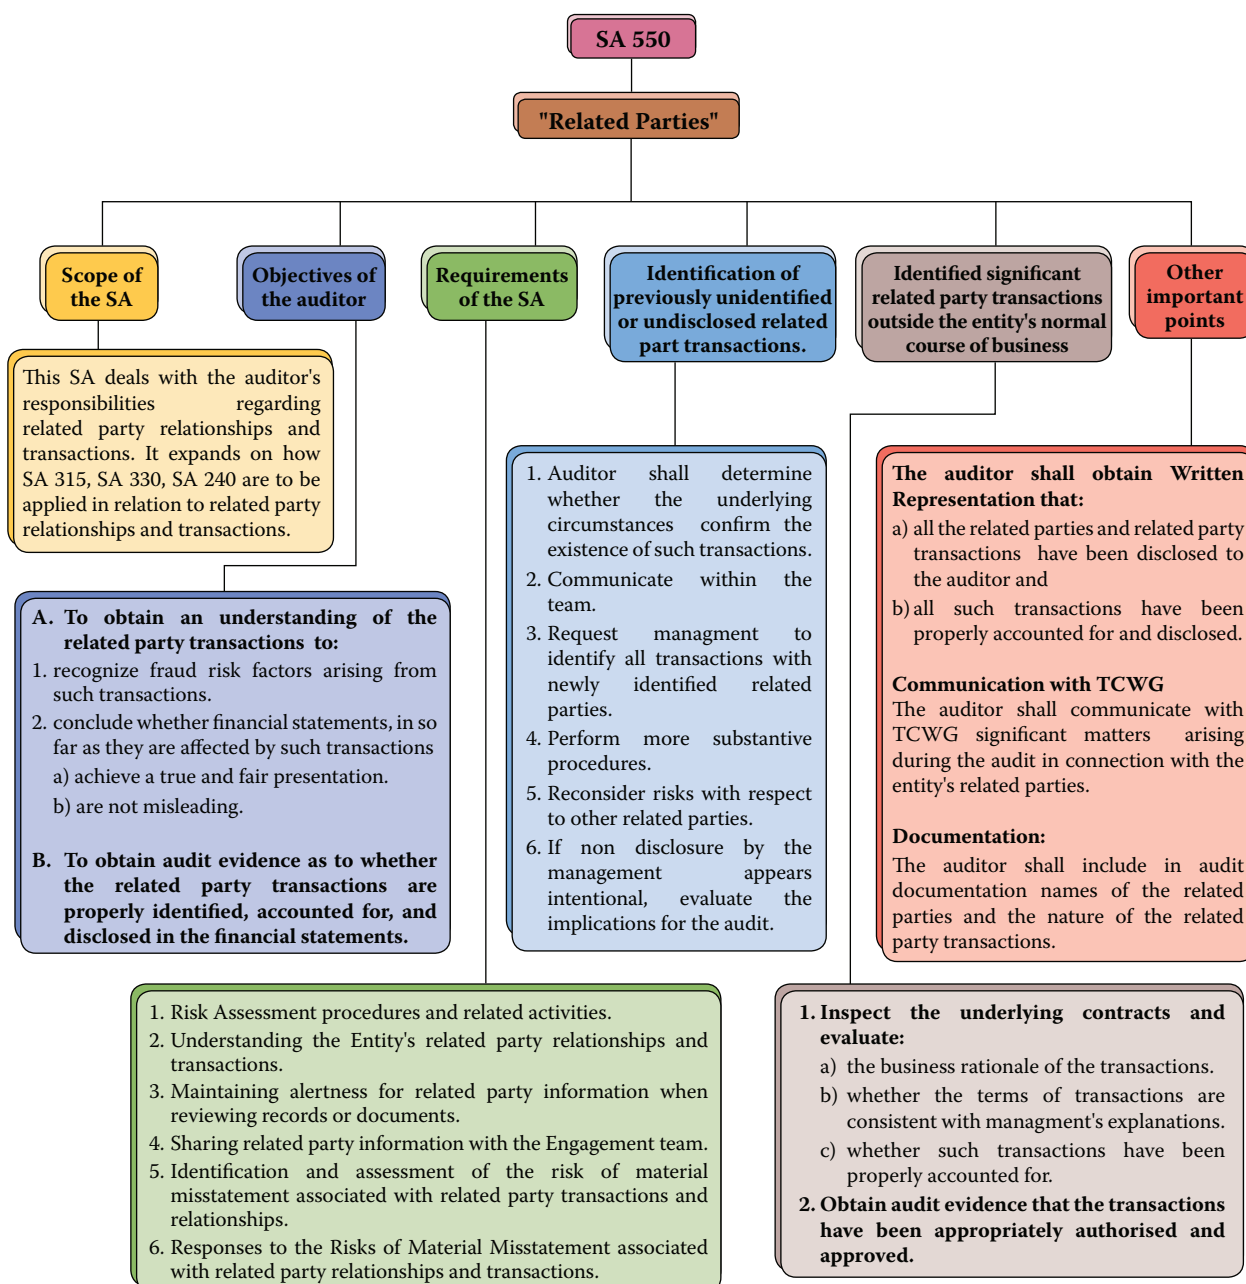 SA 550
"Related Parties"
Scope of
the SA
Objectives of
the auditor
Requirements
of the SA
Identification of
previously unidentified
or undisclosed related
part transactions.
Identified significant
related party transactions
outside the entity's normal
course of business
Other
important
points
This SA deals with the auditor's
responsibilities regarding
related party relationships and
transactions. It expands on how
SA 315, SA 330, SA 240 are to be
applied in relation to related party
relationships and transactions.
A. To obtain an understanding of the
related party transactions to:
1. recognize fraud risk factors arising from
such transactions.
2. conclude whether financial statements, in so
far as they are affected by such transactions
a) achieve a true and fair presentation.
b) are not misleading.
B. To obtain audit evidence as to whether
the related party transactions are
properly identified, accounted for, and
disclosed in the financial statements.
1. Auditor shall determine
whether the underlying
circumstances confirm the
existence of such transactions.
2. Communicate within the
team.
3. Request managment to
identify all transactions with
newly identified related
parties.
4. Perform more substantive
procedures.
5. Reconsider risks with respect
to other related parties.
6. If non disclosure by the
management appears
intentional, evaluate the
implications for the audit.
The auditor shall obtain Written
Representation that:
a) all the related parties and related party
transactions have been disclosed to
the auditor and
b) all such transactions have been
properly accounted for and disclosed.
Communication with TCWG
The auditor shall communicate with
TCWG significant matters arising
during the audit in connection with the
entity's related parties.
Documentation:
The auditor shall include in audit
documentation names of the related
parties and the nature of the related
party transactions.
1. Risk Assessment procedures and related activities.
2. Understanding the Entity's related party relationships and
transactions.
3. Maintaining alertness for related party information when
reviewing records or documents.
4. Sharing related party information with the Engagement team.
5. Identification and assessment of the risk of material
misstatement associated with related party transactions and
relationships.
6. Responses to the Risks of Material Misstatement associated
with related party relationships and transactions.
1. Inspect the underlying contracts and
evaluate:
a) the business rationale of the transactions.
b) whether the terms of transactions are
consistent with managment's explanations.
c) whether such transactions have been
properly accounted for.
2. Obtain audit evidence that the transactions
have been appropriately authorised and
approved.